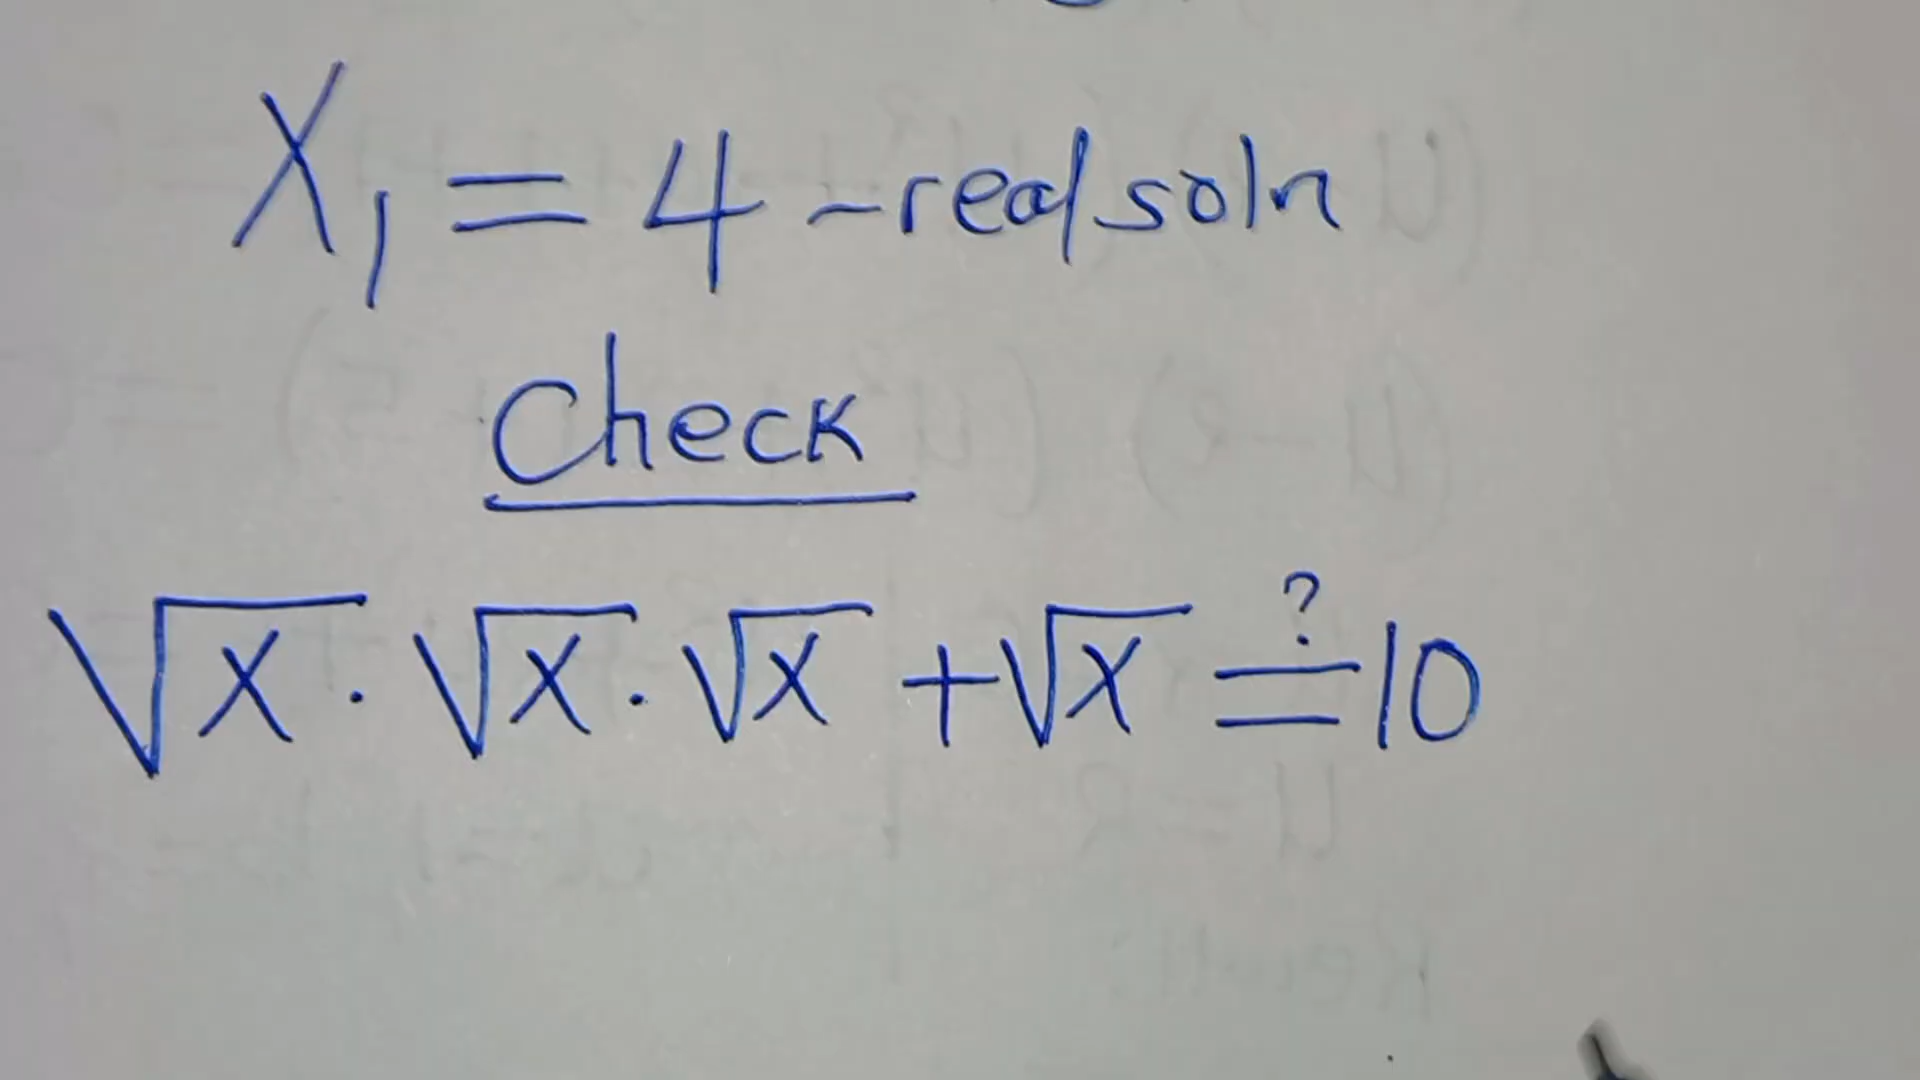 X₁ = 4 - real soln
Check
√x · √x · √x + √x ≟ 10